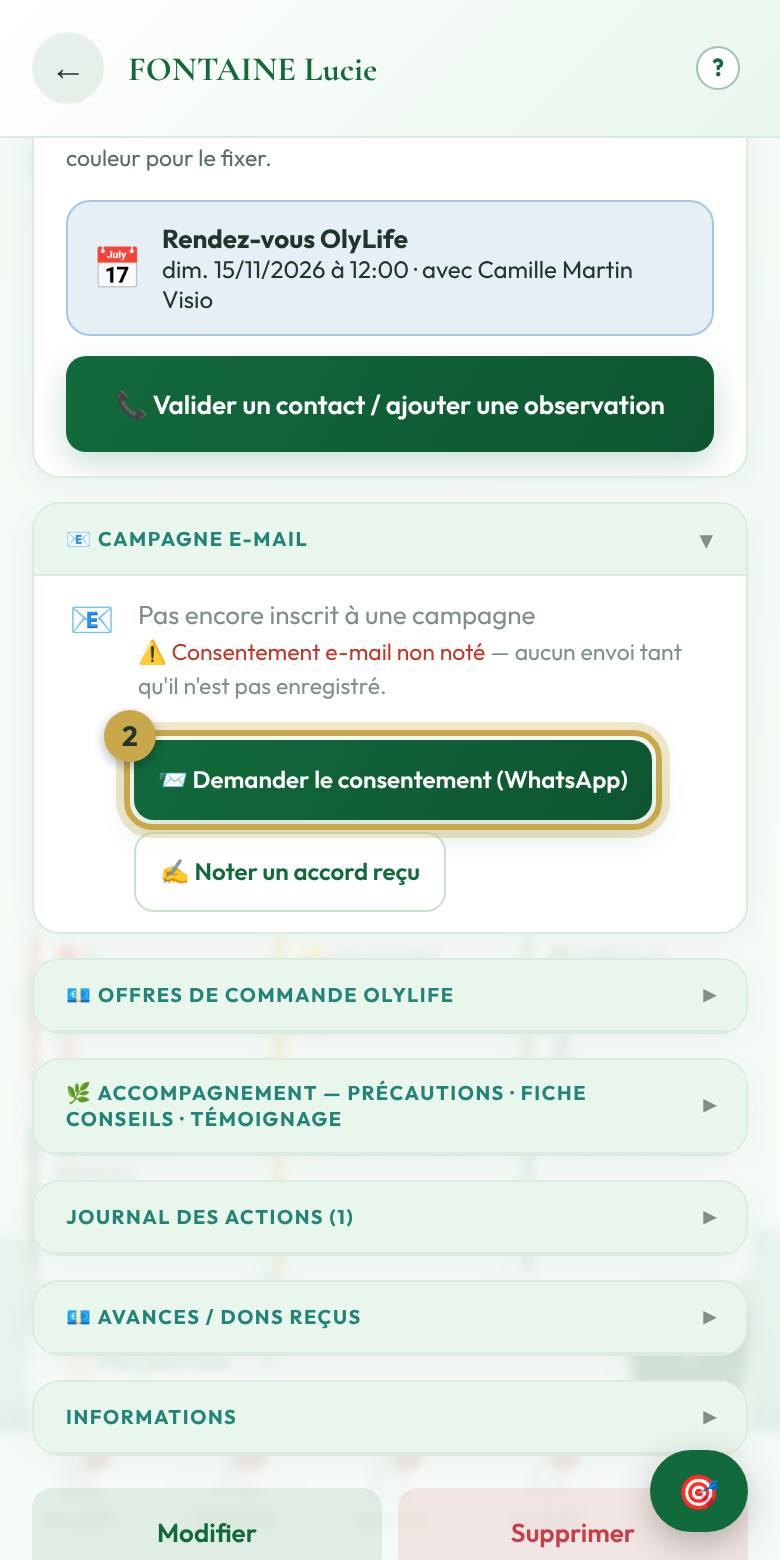 ← FONTAINE Lucie ?
couleur pour le fixer.
Rendez-vous OlyLife
July 17
dim. 15/11/2026 à 12:00 · avec Camille Martin
Visio
📞 Valider un contact / ajouter une observation
📧 CAMPAGNE E-MAIL ▼
📧 Pas encore inscrit à une campagne
⚠️ Consentement e-mail non noté — aucun envoi tant
qu'il n'est pas enregistré.
2
📨 Demander le consentement (WhatsApp)
✍️ Noter un accord reçu
💶 OFFRES DE COMMANDE OLYLIFE ▶
🌿 ACCOMPAGNEMENT — PRÉCAUTIONS · FICHE
CONSEILS · TÉMOIGNAGE ▶
JOURNAL DES ACTIONS (1) ▶
💶 AVANCES / DONS REÇUS ▶
INFORMATIONS ▶
Modifier
Supprimer